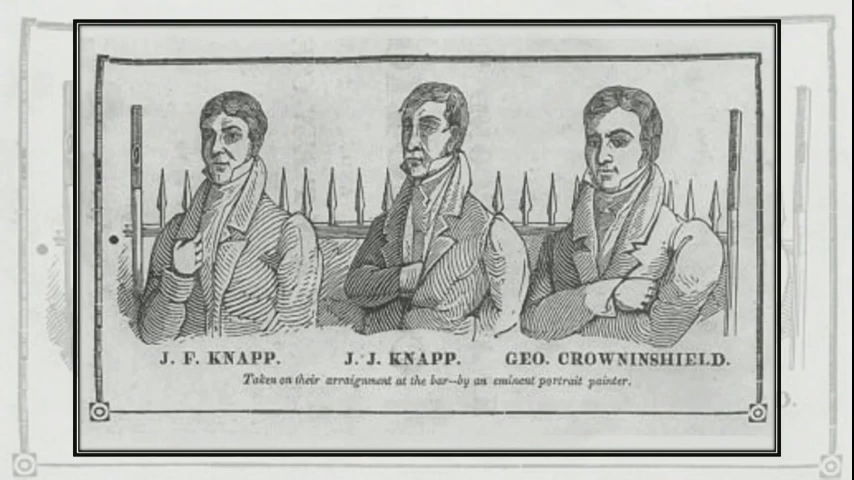 J. F. KNAPP. J. J. KNAPP. GEO. CROWNINSHIELD.
Taken on their arraignment at the bar--by an eminent portrait painter.